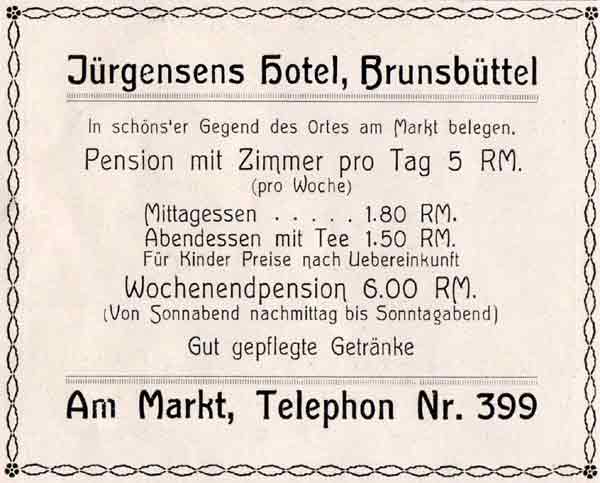 Jürgensens Hotel, Brunsbüttel
In schöns'er Gegend des Ortes am Markt belegen.
Pension mit Zimmer pro Tag 5 RM.
(pro Woche)
Mittagessen . . . . . 1.80 RM.
Abendessen mit Tee 1.50 RM.
Für Kinder Preise nach Uebereinkunft
Wochenendpension 6.00 RM.
(Von Sonnabend nachmittag bis Sonntagabend)
Gut gepflegte Getränke
Am Markt, Telephon Nr. 399